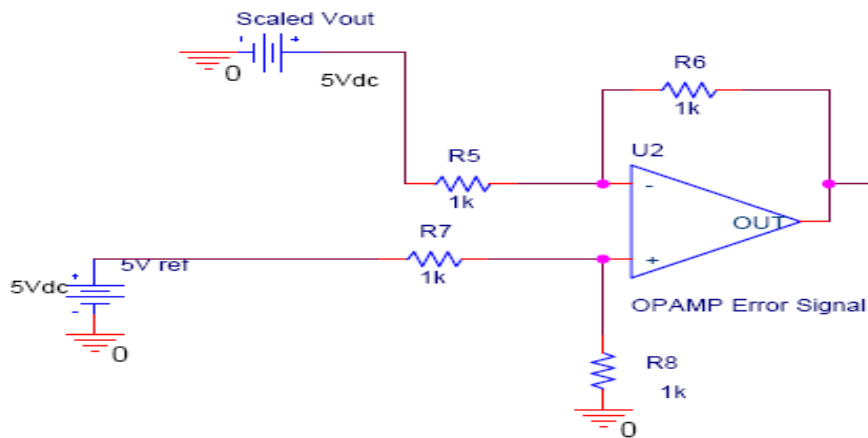 Scaled Vout
- +
0
5Vdc
R6
1k
U2
R5
1k
-
OUT
R7
1k
+
5V ref
+
5Vdc
-
0
OPAMP Error Signal
R8
1k
0